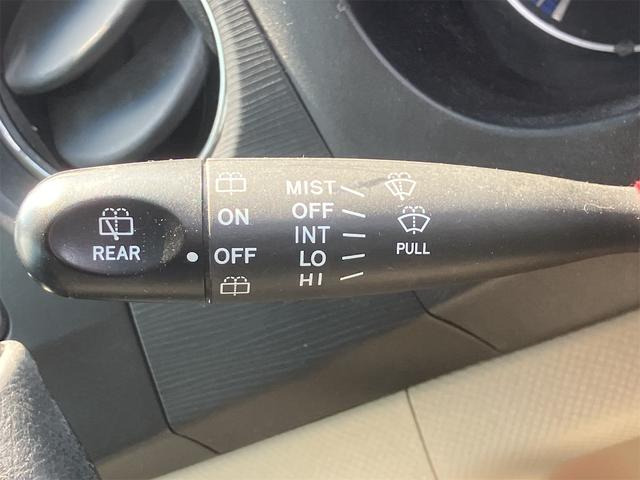 REAR
ON
OFF
MIST
OFF
INT
LO
HI
PULL